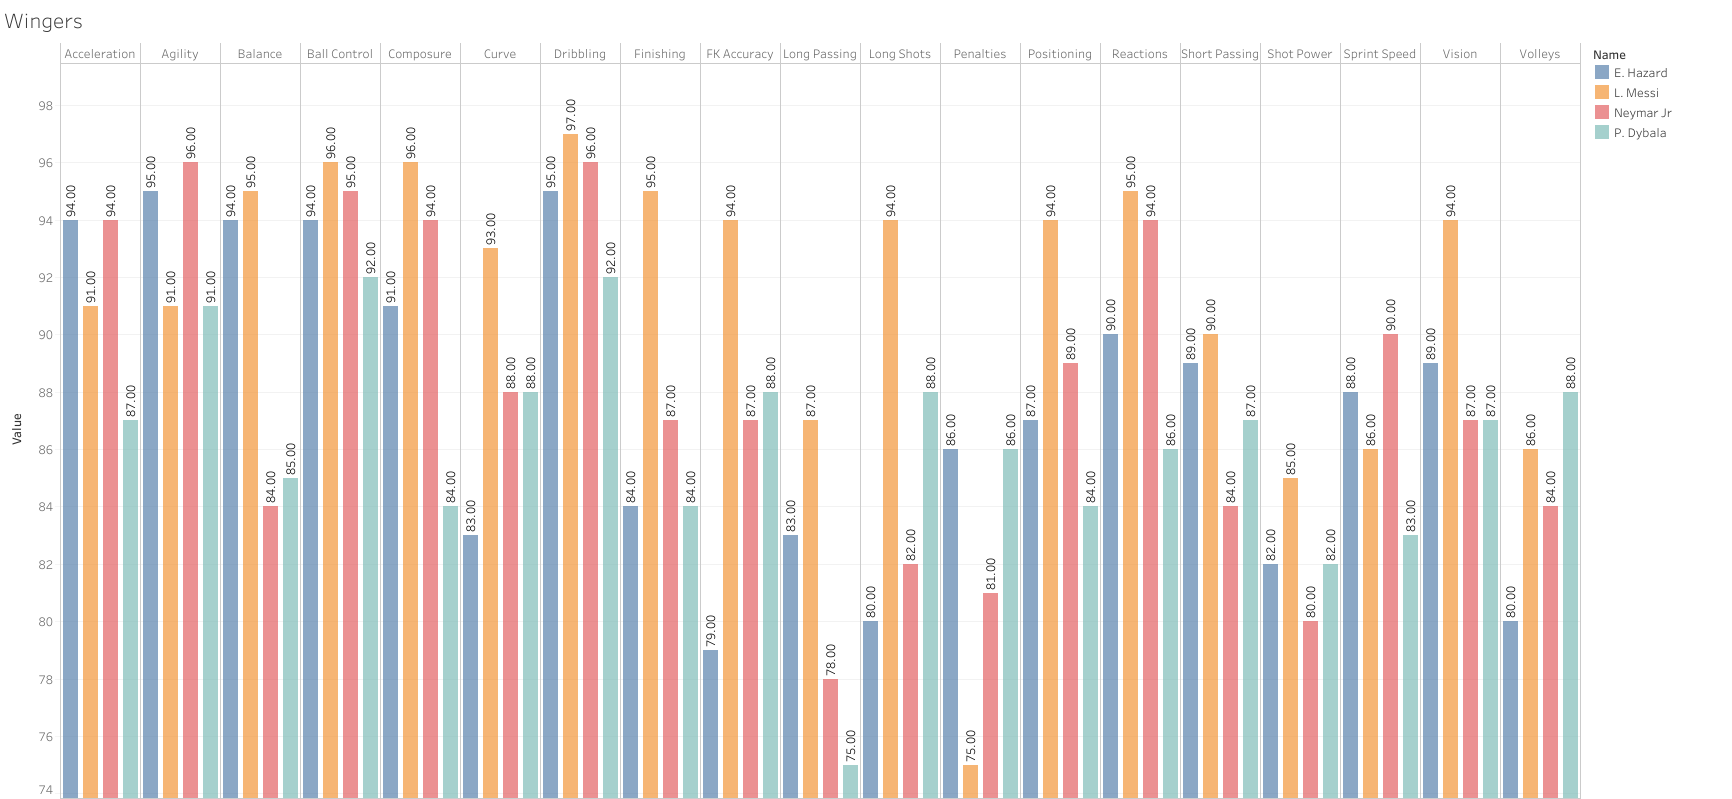 Wingers
Acceleration Agility Balance Ball Control Composure Curve Dribbling Finishing FK Accuracy Long Passing Long Shots Penalties Positioning Reactions Short Passing Shot Power Sprint Speed Vision Volleys
Name
E. Hazard
L. Messi
Neymar Jr
P. Dybala
Value
98
96
94
92
90
88
86
84
82
80
78
76
74
94.00 91.00 94.00 87.00
95.00 91.00 96.00 91.00
94.00 95.00 84.00 85.00
94.00 96.00 95.00 92.00
91.00 96.00 94.00 84.00
83.00 93.00 88.00 88.00
95.00 97.00 96.00 92.00
84.00 95.00 87.00 84.00
79.00 94.00 87.00 88.00
83.00 87.00 78.00 75.00
80.00 94.00 82.00 88.00
86.00 75.00 81.00 86.00
87.00 94.00 89.00 84.00
90.00 95.00 94.00 86.00
89.00 90.00 84.00 87.00
82.00 85.00 80.00 82.00
88.00 86.00 90.00 83.00
89.00 94.00 87.00 87.00
80.00 86.00 84.00 88.00